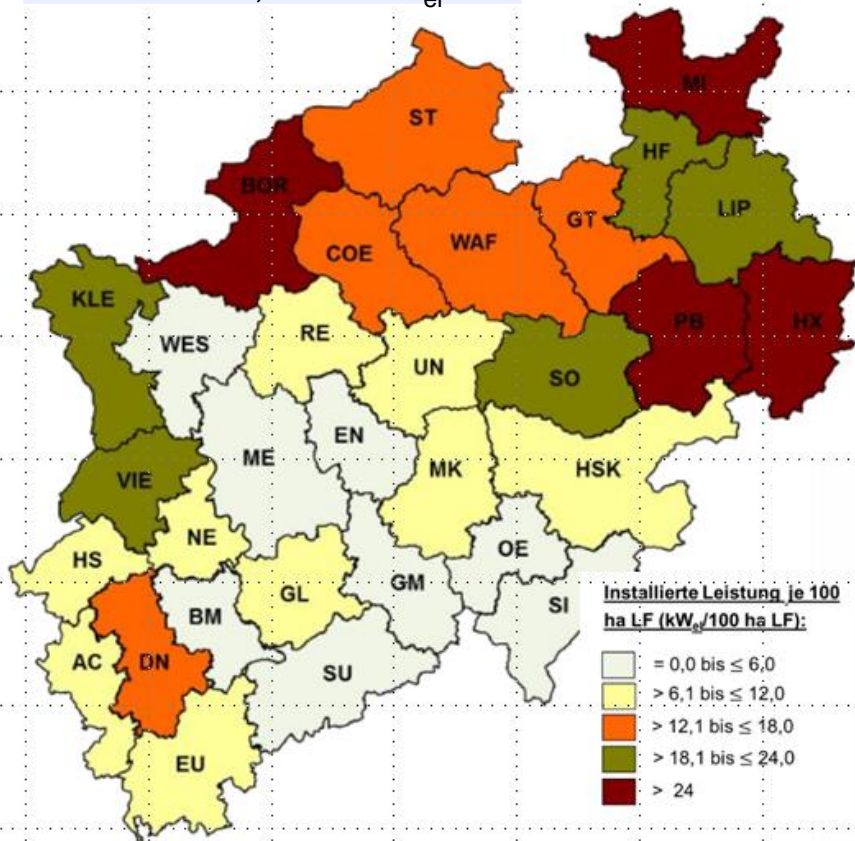 el
MI
ST
HF
BOR
LIP
GT
WAF
COE
KLE
PB
HX
RE
WES
UN
SO
EN
ME
MK
HSK
VIE
NE
OE
HS
GM
GL
SI
BM
AC
DN
SU
EU
Installierte Leistung je 100
ha LF (kWel/100 ha LF):
= 0,0 bis ≤ 6,0
> 6,1 bis ≤ 12,0
> 12,1 bis ≤ 18,0
> 18,1 bis ≤ 24,0
> 24